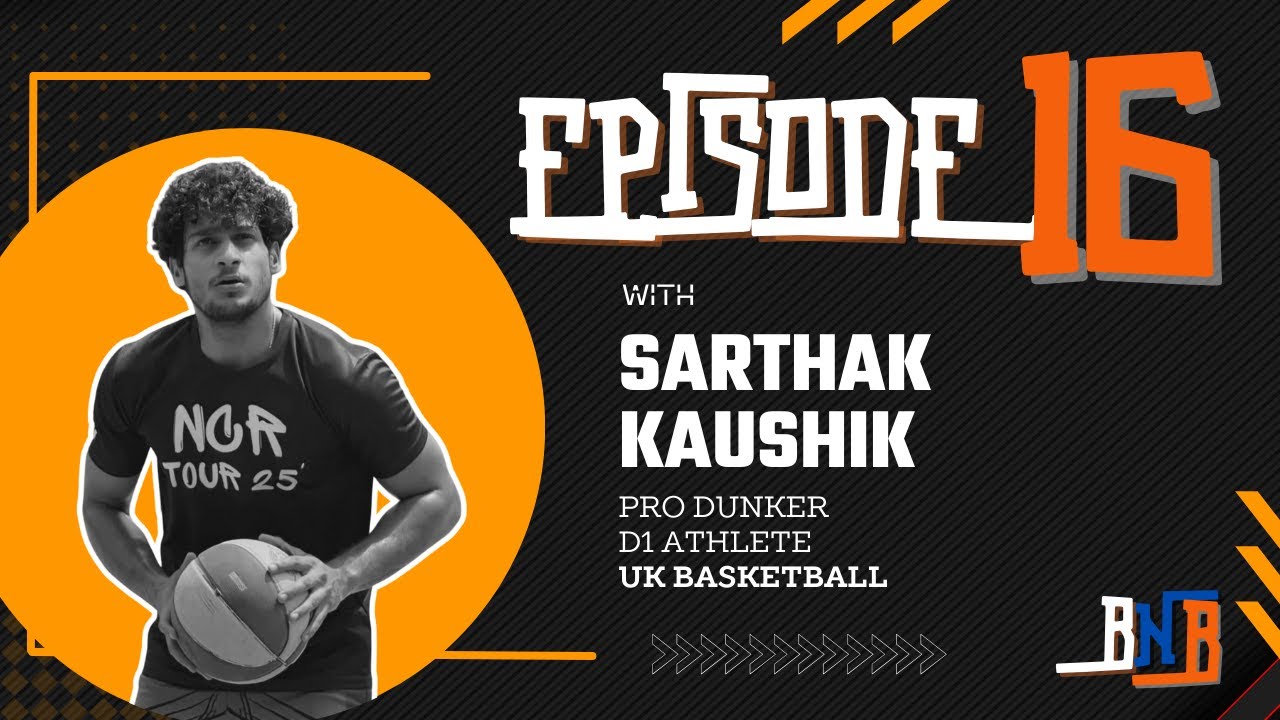 EPISODE 16
WITH
SARTHAK
KAUSHIK
PRO DUNKER
D1 ATHLETE
UK BASKETBALL
NCR
TOUR 25'
BNB